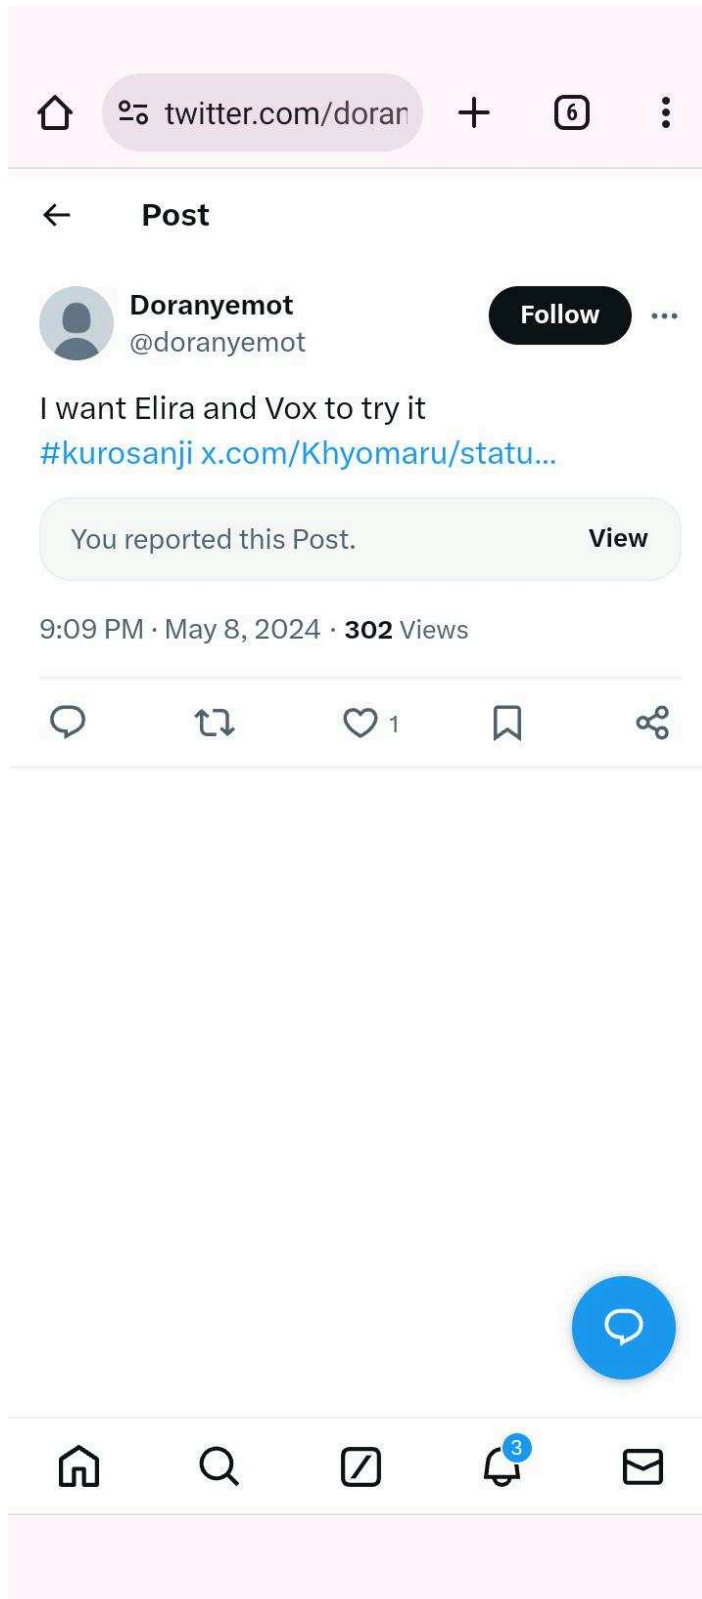 twitter.com/doran
6
Post
Doranyemot
Follow
@doranyemot
I want Elira and Vox to try it
#kurosanji x.com/Khyomaru/statu...
You reported this Post.
View
9:09 PM · May 8, 2024 · 302 Views
1
3